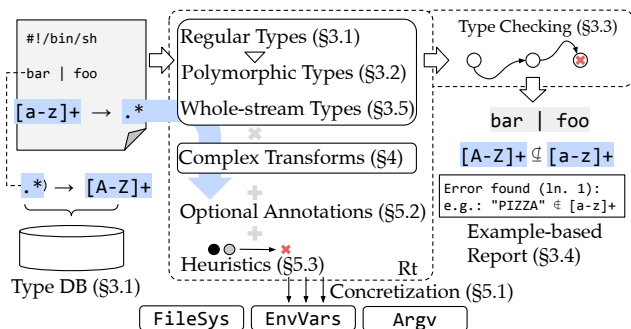 #!/bin/sh
bar | foo
[a-z]+ → .*
.*) → [A-Z]+
Type DB (§3.1)
Regular Types (§3.1)
Polymorphic Types (§3.2)
Whole-stream Types (§3.5)
Complex Transforms (§4)
Optional Annotations (§5.2)
Heuristics (§5.3)
Rt
Concretization (§5.1)
FileSys
EnvVars
Argv
Type Checking (§3.3)
bar | foo
[A-Z]+ ⊈ [a-z]+
Error found (ln. 1):
e.g.: "PIZZA" ∉ [a-z]+
Example-based
Report (§3.4)